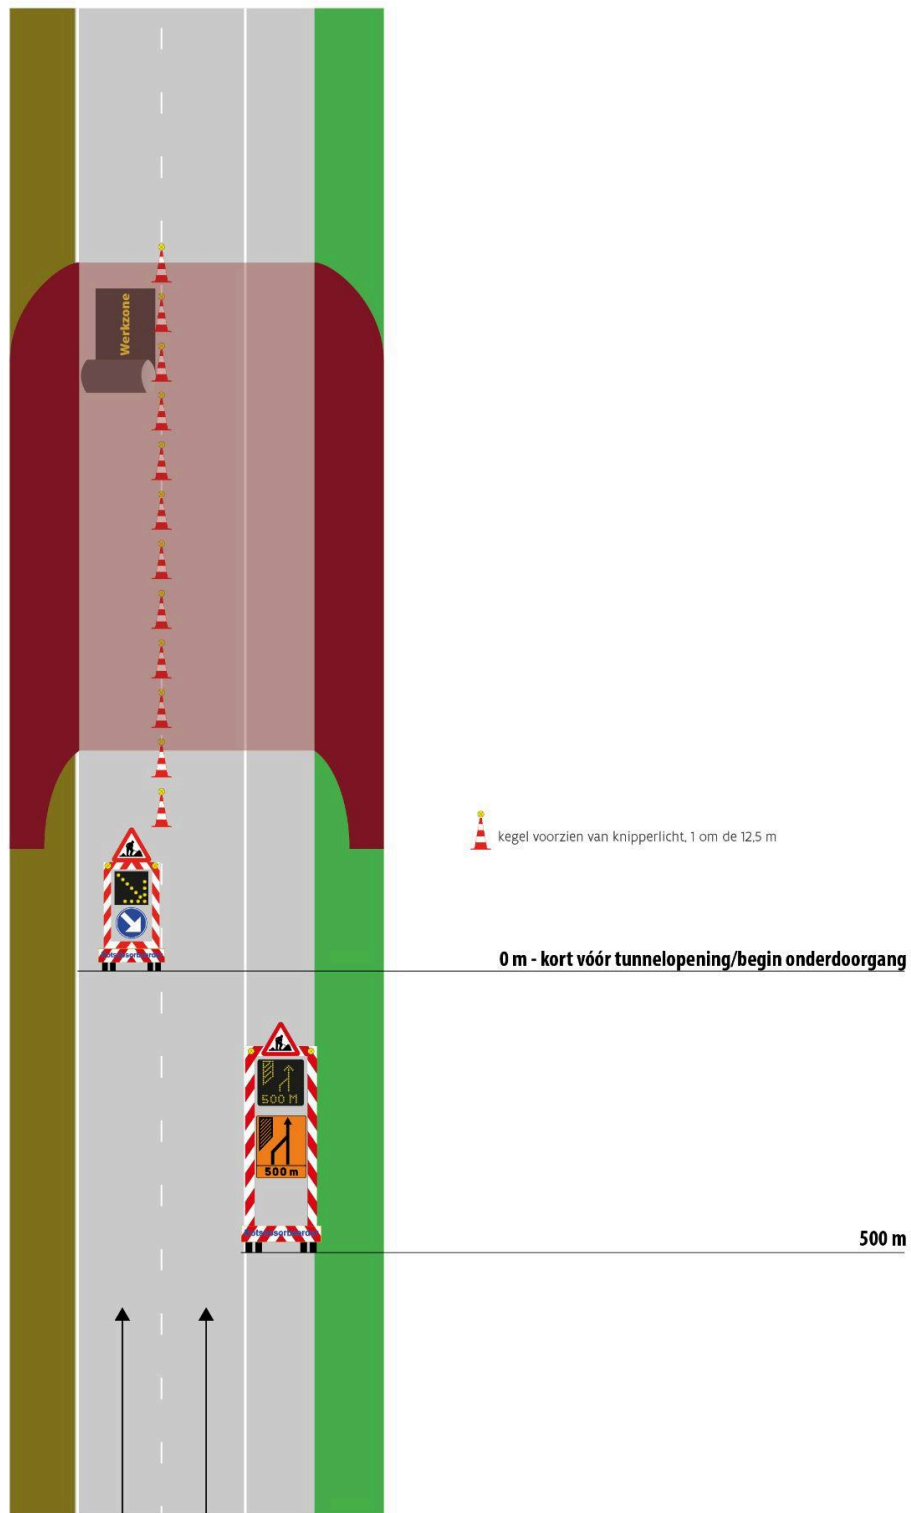 Werkzone
kegel voorzien van knipperlicht, 1 om de 12,5 m
0 m - kort vóór tunnelopening/begin onderdoorgang
500 M
500 m
500 m